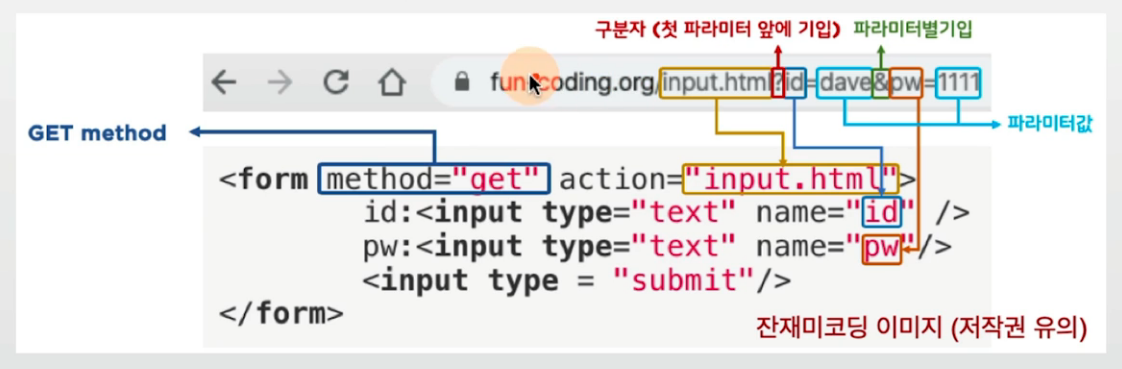 구분자 (첫 파라미터 앞에 기입) 파라미터별기입
fun-coding.org/input.html?id=dave&pw=1111
GET method
파라미터값
<form method="get" action="input.html">
id:<input type="text" name="id" />
pw:<input type="text" name="pw"/>
<input type = "submit"/>
</form>
잔재미코딩 이미지 (저작권 유의)